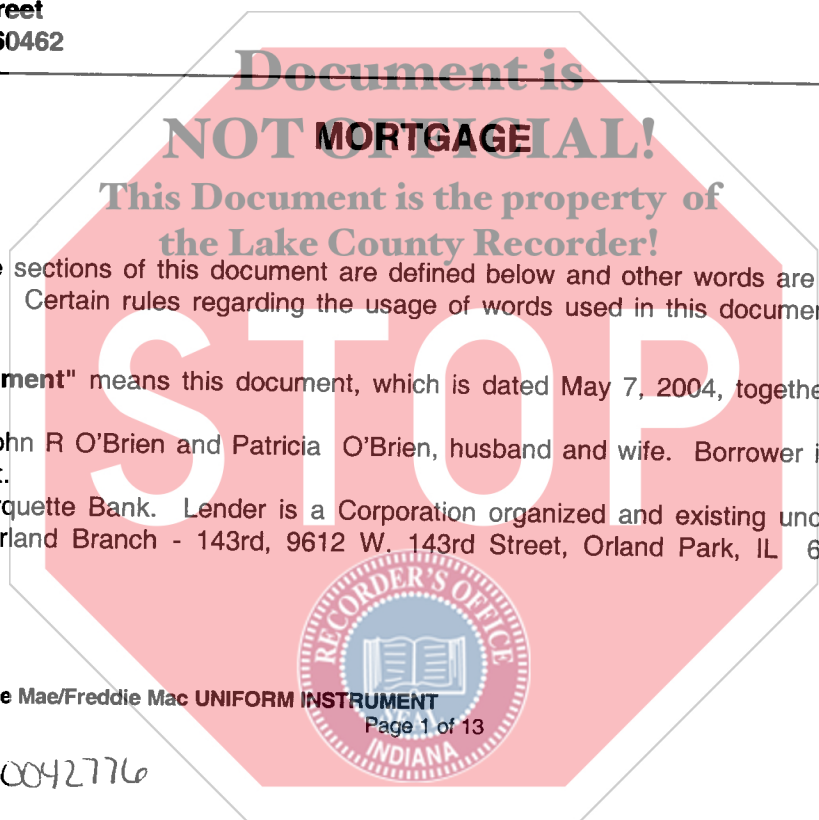 reet
60462
Document is
NOT OFFICIAL!
MORTGAGE
This Document is the property of
the Lake County Recorder!
e sections of this document are defined below and other words are
Certain rules regarding the usage of words used in this documen
STOP
ment" means this document, which is dated May 7, 2004, togethe
ohn R O'Brien and Patricia O'Brien, husband and wife. Borrower i
t.
rquette Bank. Lender is a Corporation organized and existing und
rland Branch - 143rd, 9612 W. 143rd Street, Orland Park, IL 6
RECORDER'S OFFICE
SEAL
INDIANA
e Mae/Freddie Mac UNIFORM INSTRUMENT
Page 1 of 13
0042776